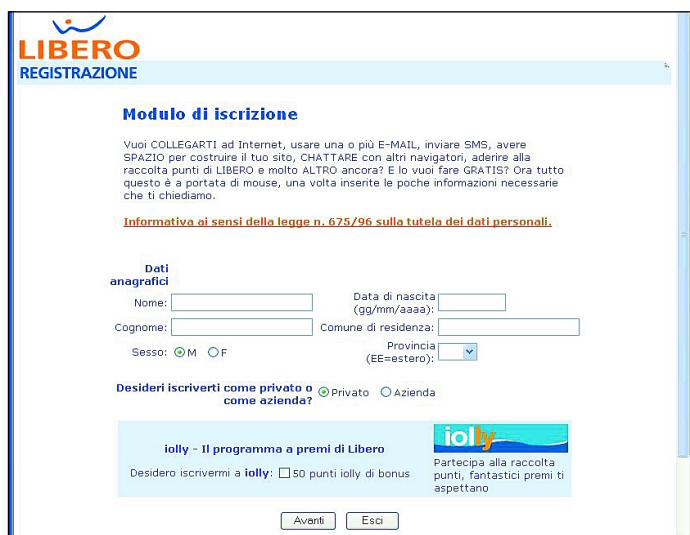 LIBERO
REGISTRAZIONE
Modulo di iscrizione
Vuoi COLLEGARTI ad Internet, usare una o più E-MAIL, inviare SMS, avere
SPAZIO per costruire il tuo sito, CHATTARE con altri navigatori, aderire alla
raccolta punti di LIBERO e molto ALTRO ancora? E lo vuoi fare GRATIS? Ora tutto
questo è a portata di mouse, una volta inserite le poche informazioni necessarie
che ti chiediamo.
Informativa ai sensi della legge n. 675/96 sulla tutela dei dati personali.
Dati
anagrafici
Nome:
Data di nascita
(gg/mm/aaaa):
Cognome:
Comune di residenza:
Sesso: M F
Provincia
(EE=estero):
Desideri iscriverti come privato o
come azienda?
Privato Azienda
iolly - Il programma a premi di Libero
Desidero iscrivermi a iolly: 50 punti iolly di bonus
iolly
Partecipa alla raccolta
punti, fantastici premi ti
aspettano
Avanti Esci